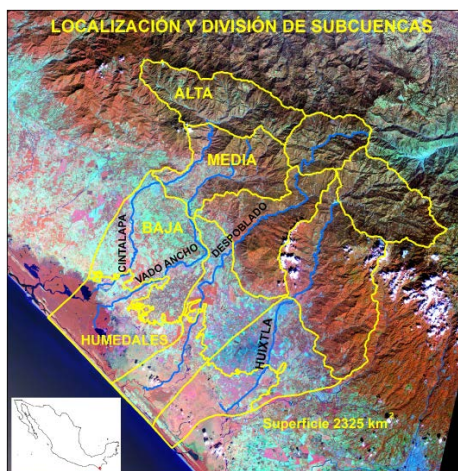 LOCALIZACIÓN Y DIVISIÓN DE SUBCUENCAS
ALTA
MEDIA
BAJA
CINTALAPA
VADO ANCHO
DESPOBLADO
HUMEDALES
HUIXTLA
Superficie 2325 km²